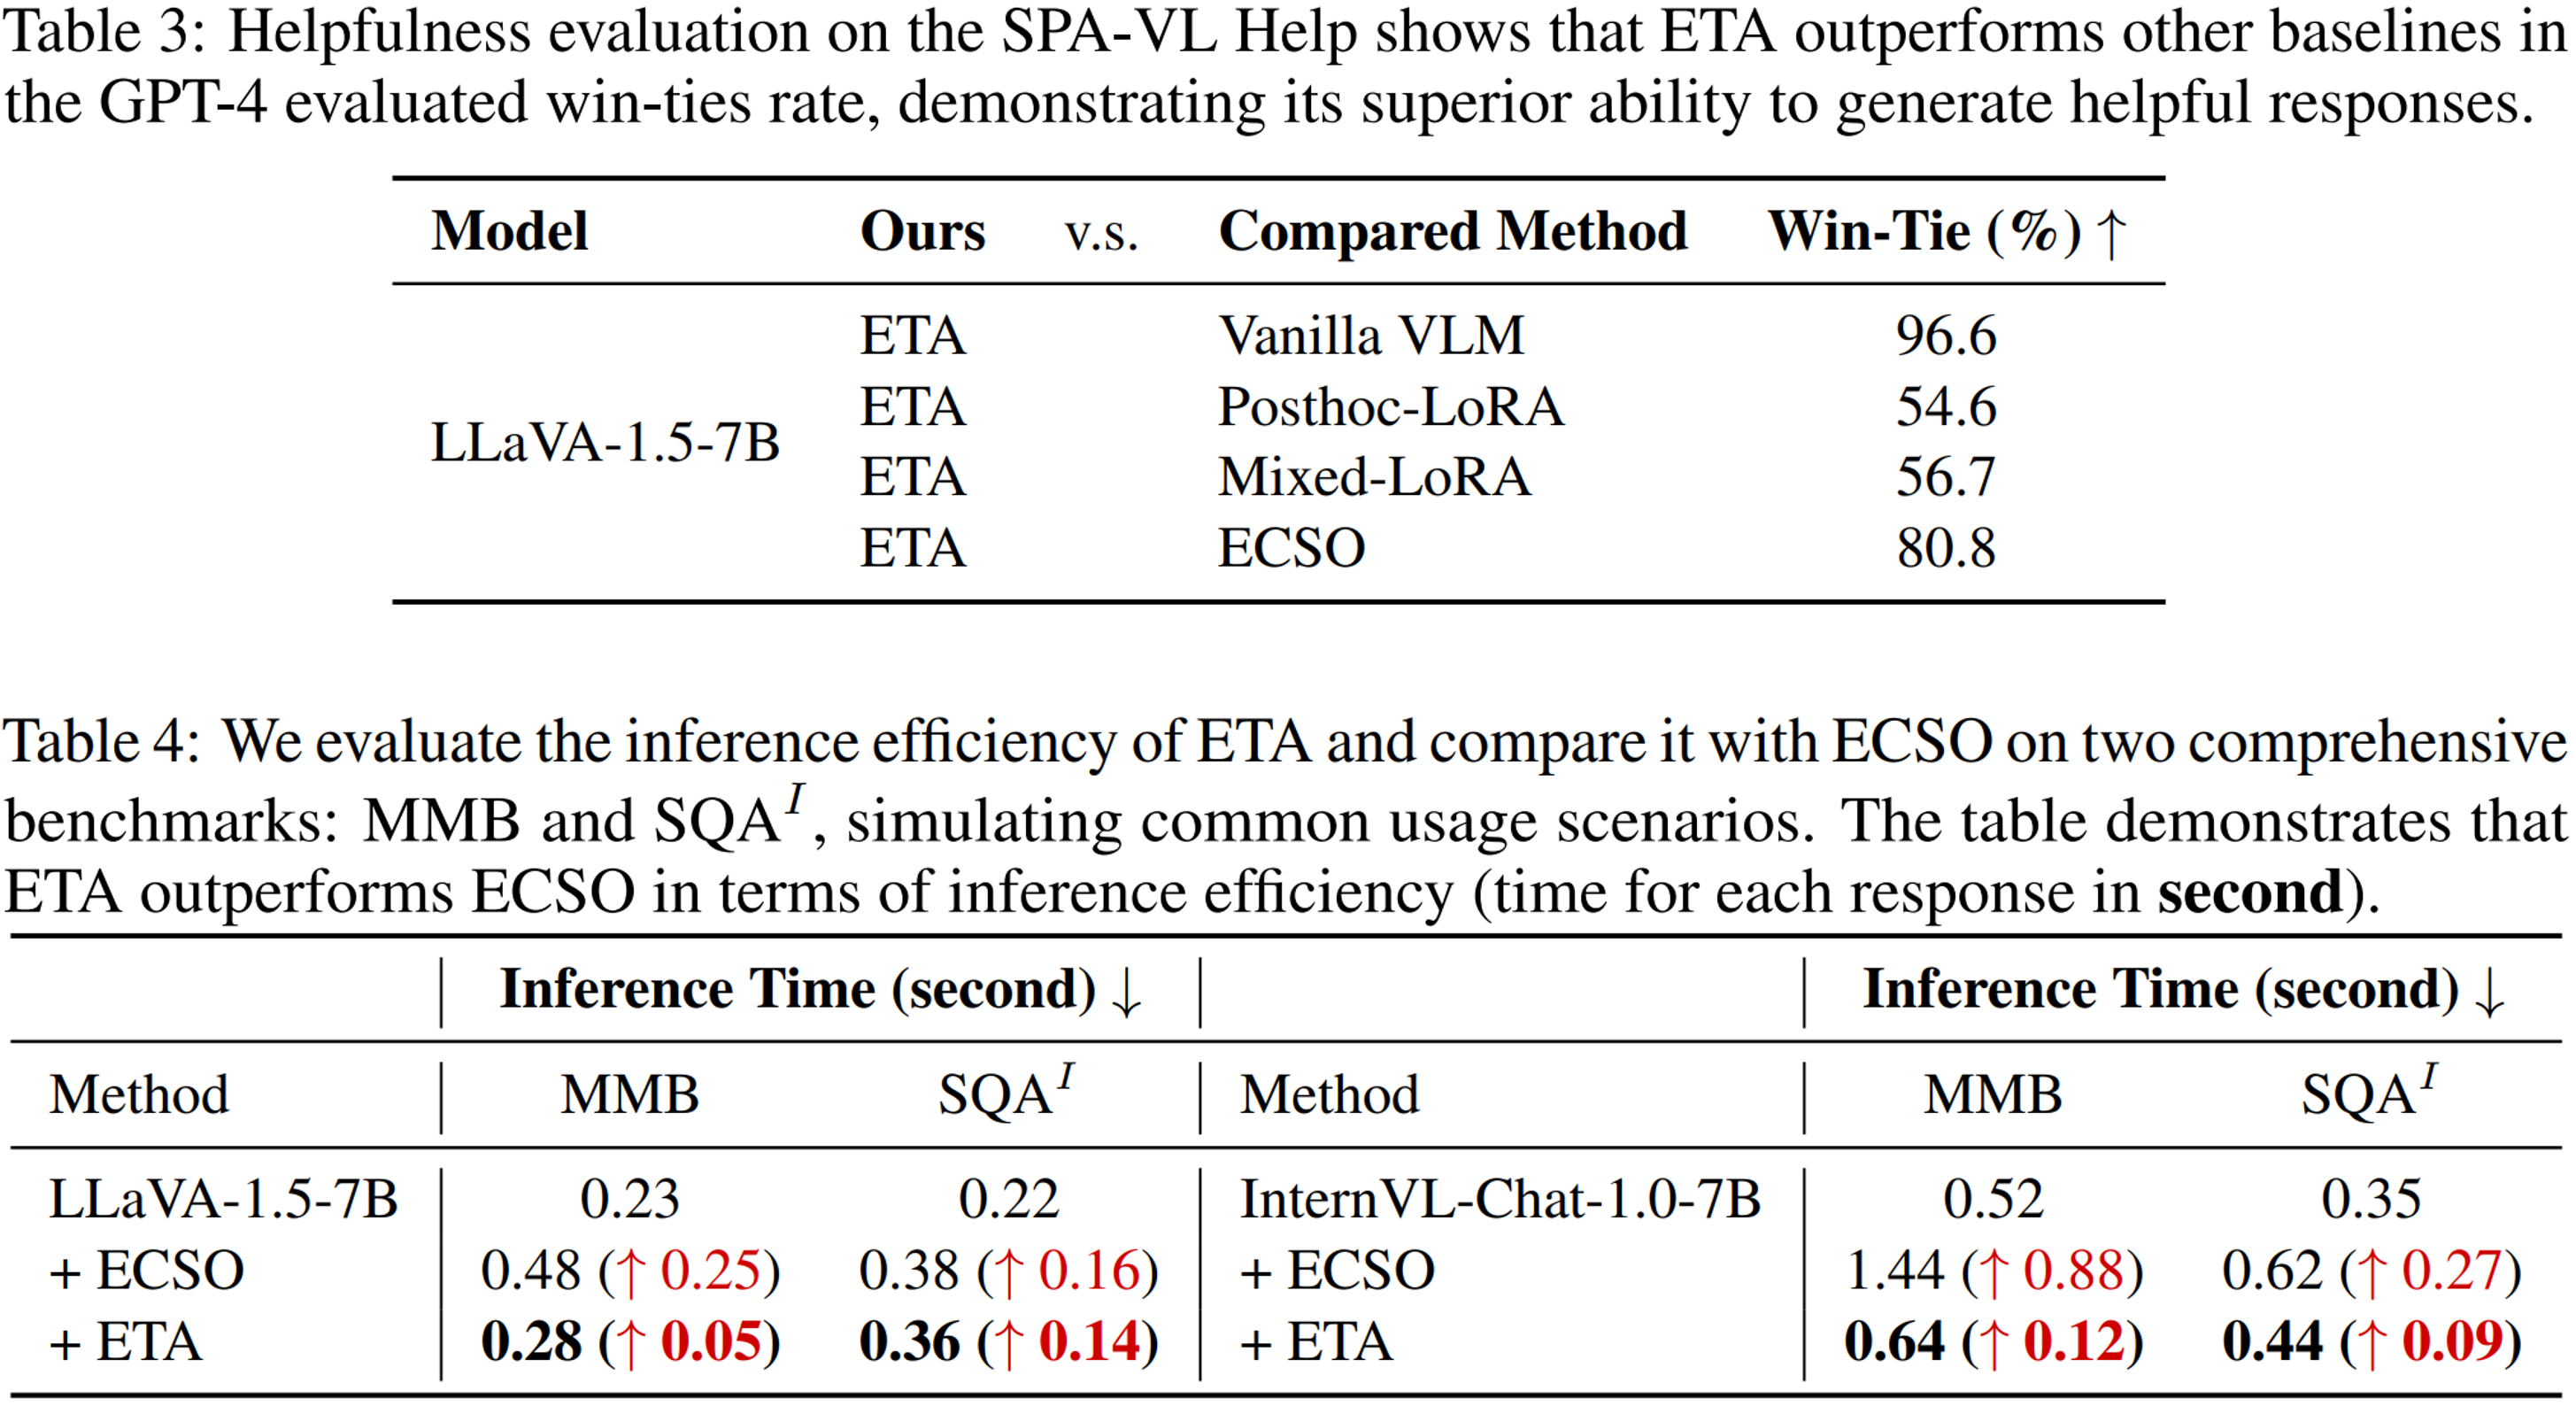 Table 3: Helpfulness evaluation on the SPA-VL Help shows that ETA outperforms other baselines in
the GPT-4 evaluated win-ties rate, demonstrating its superior ability to generate helpful responses.
Model Ours v.s. Compared Method Win-Tie (%) ↑
ETA Vanilla VLM 96.6
ETA Posthoc-LoRA 54.6
LLaVA-1.5-7B
ETA Mixed-LoRA 56.7
ETA ECSO 80.8
Table 4: We evaluate the inference efficiency of ETA and compare it with ECSO on two comprehensive
benchmarks: MMB and SQA^I, simulating common usage scenarios. The table demonstrates that
ETA outperforms ECSO in terms of inference efficiency (time for each response in second).
Inference Time (second) ↓ Inference Time (second) ↓
Method MMB SQA^I Method MMB SQA^I
LLaVA-1.5-7B 0.23 0.22 InternVL-Chat-1.0-7B 0.52 0.35
+ ECSO 0.48 (↑ 0.25) 0.38 (↑ 0.16) + ECSO 1.44 (↑ 0.88) 0.62 (↑ 0.27)
+ ETA 0.28 (↑ 0.05) 0.36 (↑ 0.14) + ETA 0.64 (↑ 0.12) 0.44 (↑ 0.09)